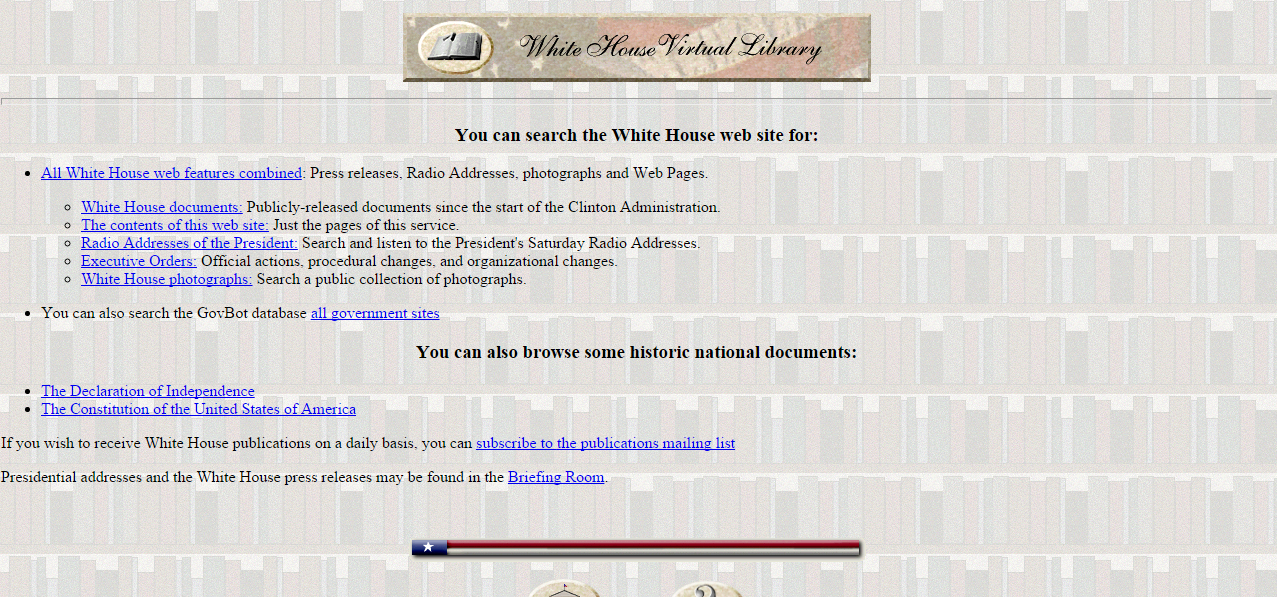 White House Virtual Library
You can search the White House web site for:
All White House web features combined: Press releases, Radio Addresses, photographs and Web Pages.
White House documents: Publicly-released documents since the start of the Clinton Administration.
The contents of this web site: Just the pages of this service.
Radio Addresses of the President: Search and listen to the President's Saturday Radio Addresses.
Executive Orders: Official actions, procedural changes, and organizational changes.
White House photographs: Search a public collection of photographs.
You can also search the GovBot database all government sites
You can also browse some historic national documents:
The Declaration of Independence
The Constitution of the United States of America
If you wish to receive White House publications on a daily basis, you can subscribe to the publications mailing list
Presidential addresses and the White House press releases may be found in the Briefing Room.
?